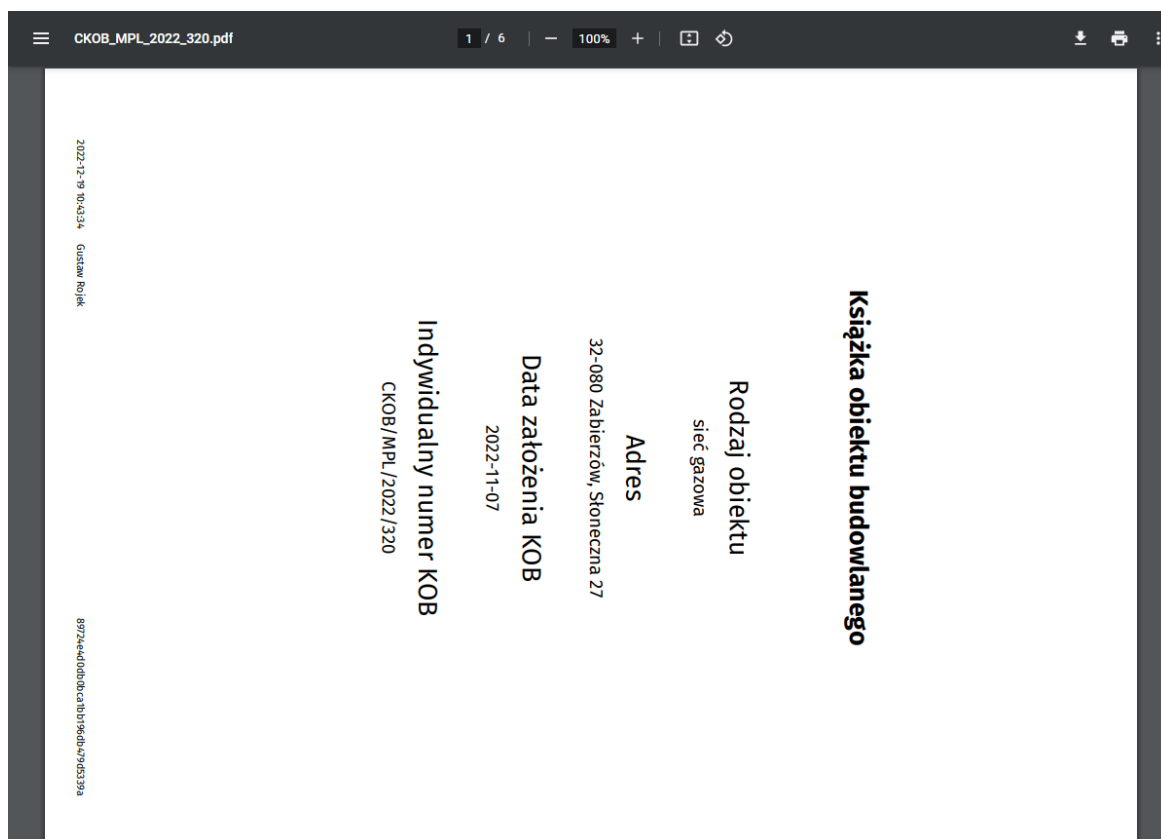 CKOB_MPL_2022_320.pdf
1 / 6
100%
Książka obiektu budowlanego
Rodzaj obiektu
sieć gazowa
Adres
32-080 Zabierzów, Słoneczna 27
Data założenia KOB
2022-11-07
Indywidualny numer KOB
CKOB/MPL/2022/320
2022-12-19 10:43:34 Gustaw Rojek
89724e4d0db0bca1bb196db479d5339a